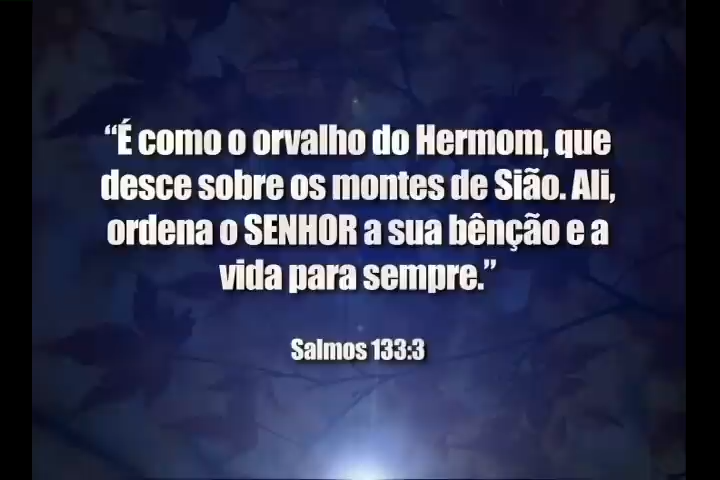 “É como o orvalho do Hermom, que
desce sobre os montes de Sião. Ali,
ordena o SENHOR a sua bênção e a
vida para sempre.”
Salmos 133:3